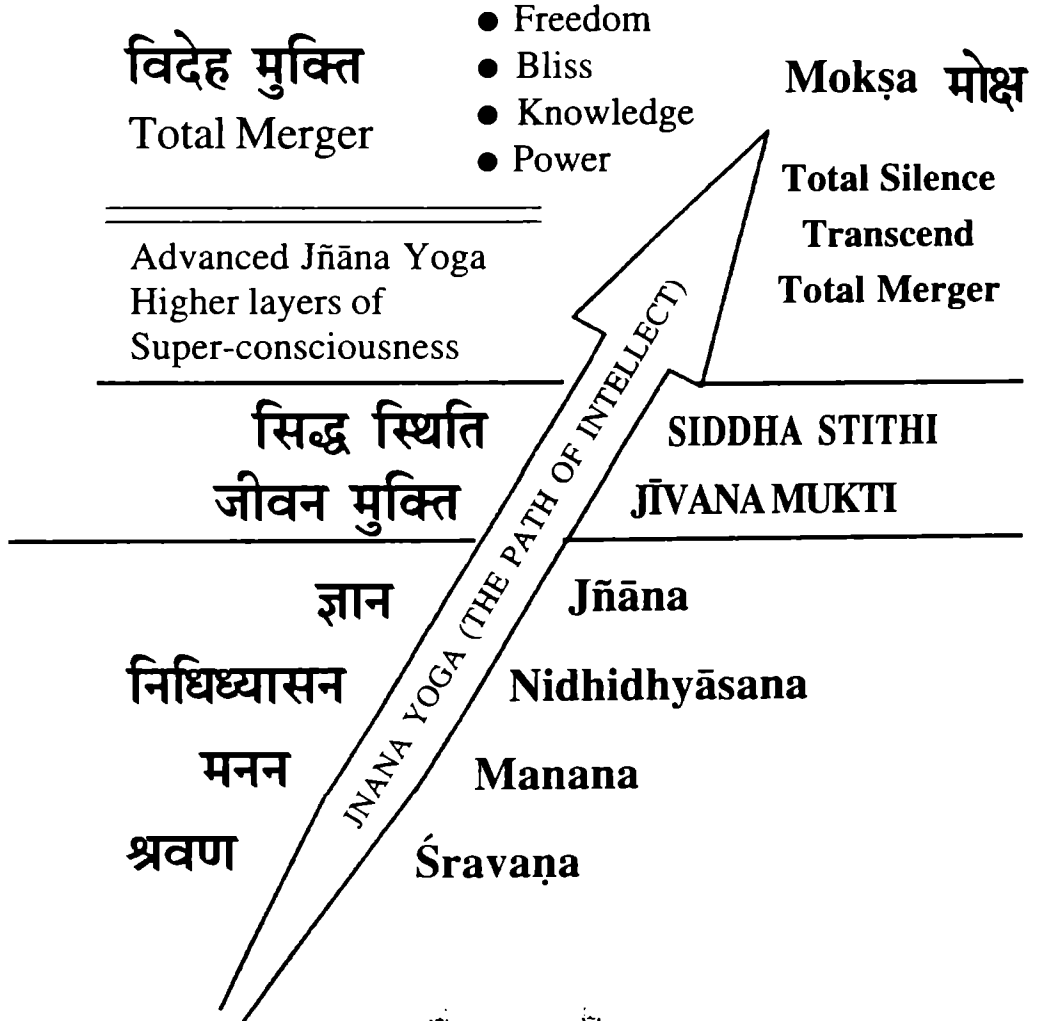 ● Freedom
विदेह मुक्ति ● Bliss Mokṣa मोक्ष
Total Merger ● Knowledge
● Power
Total Silence
Transcend
Total Merger
Advanced Jñāna Yoga
Higher layers of
Super-consciousness
JNANA YOGA (THE PATH OF INTELLECT)
सिद्ध स्थिति SIDDHA STITHI
जीवन मुक्ति JĪVANA MUKTI
ज्ञान Jñāna
निधिध्यासन Nidhidhyāsana
मनन Manana
श्रवण Śravaṇa